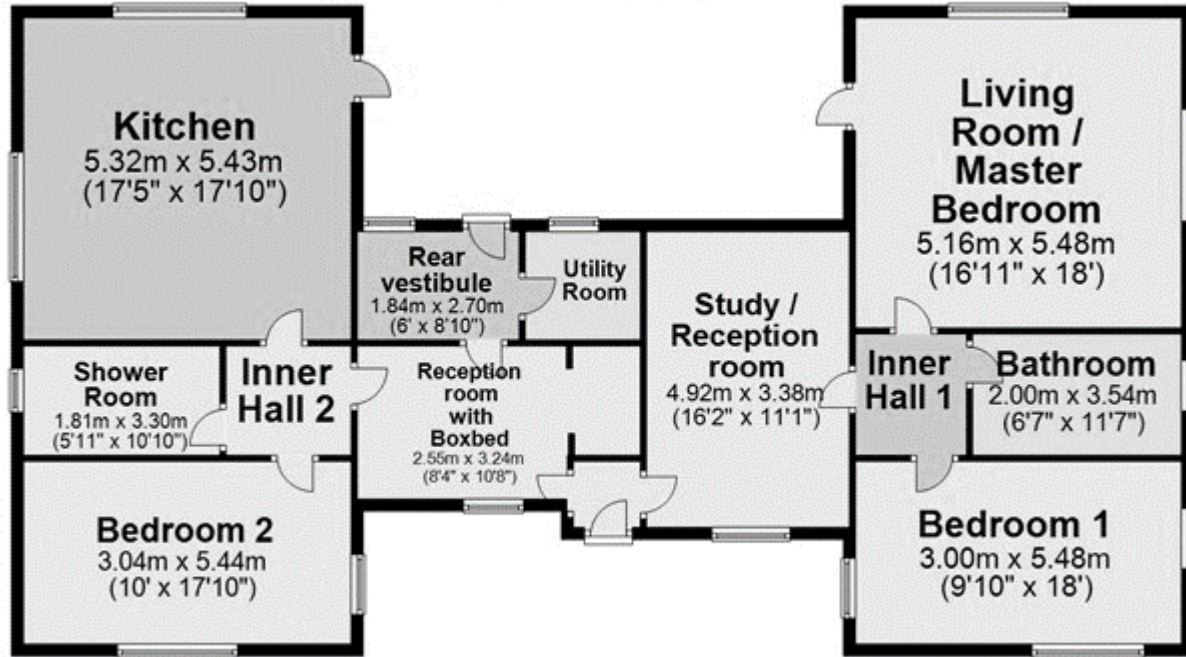 Kitchen
5.32m x 5.43m
(17'5" x 17'10")
Living
Room /
Master
Bedroom
5.16m x 5.48m
(16'11" x 18')
Rear
vestibule
1.84m x 2.70m
(6' x 8'10")
Utility
Room
Study /
Reception
room
4.92m x 3.38m
(16'2" x 11'1")
Shower
Room
1.81m x 3.30m
(5'11" x 10'10")
Inner
Hall 2
Reception
room
with
Boxbed
2.55m x 3.24m
(8'4" x 10'8")
Inner
Hall 1
Bathroom
2.00m x 3.54m
(6'7" x 11'7")
Bedroom 2
3.04m x 5.44m
(10' x 17'10")
Bedroom 1
3.00m x 5.48m
(9'10" x 18')